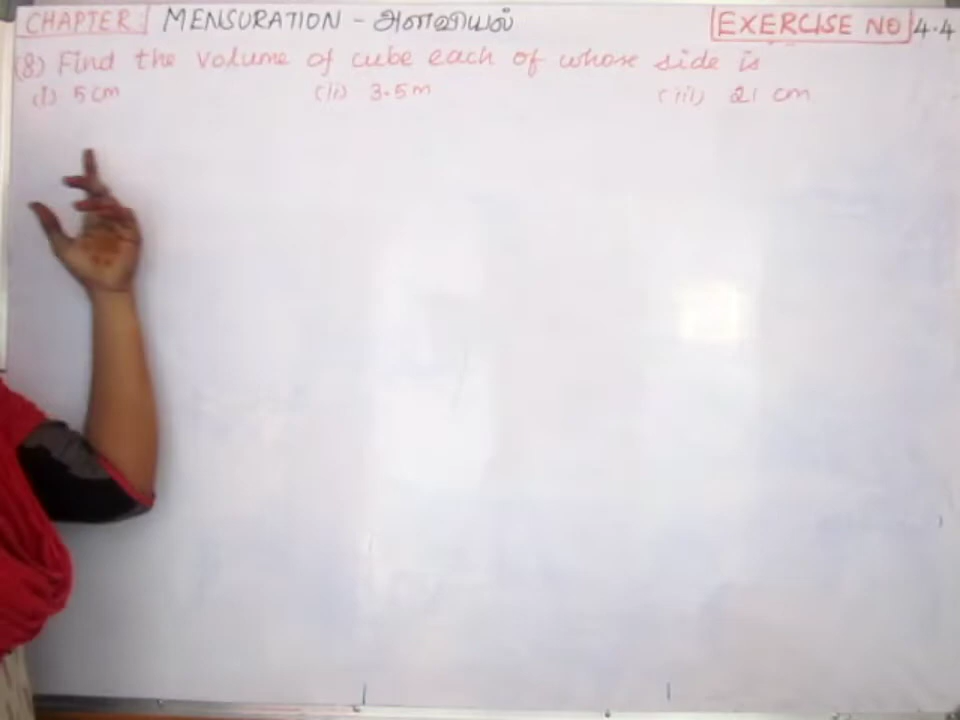 CHAPTER MENSURATION - அளவியல் EXERCISE NO 4.4
(8) Find the volume of cube each of whose side is
(i) 5 cm (ii) 3.5 m (iii) 21 cm